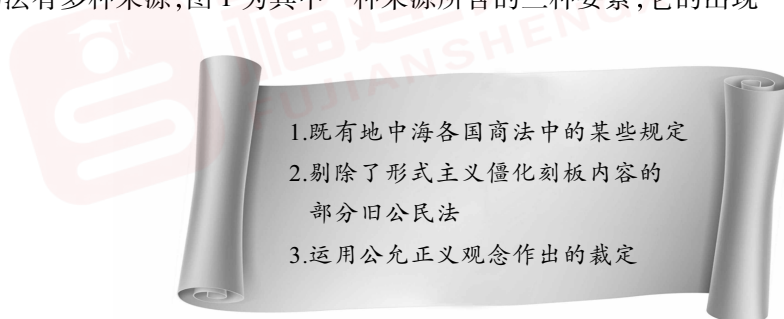 法有多种来源,图1为其中一种来源所含的三种要素,它的出现
FUJIANSHENG
1.既有地中海各国商法中的某些规定
2.剔除了形式主义僵化刻板内容的
部分旧公民法
3.运用公允正义观念作出的裁定